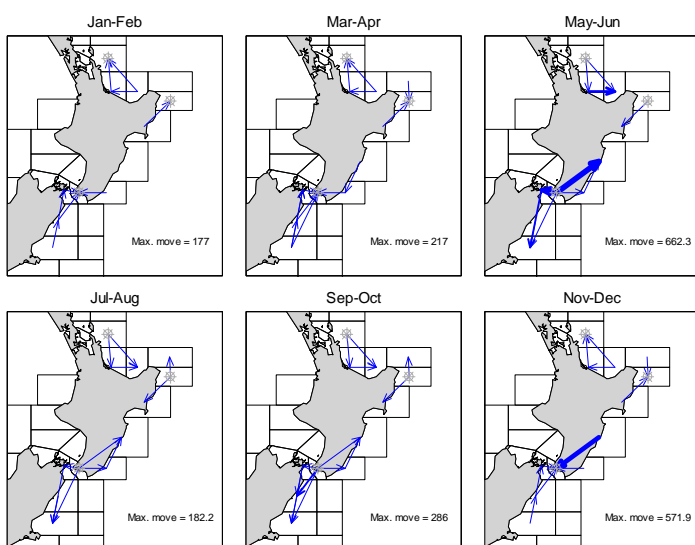 Jan-Feb
Mar-Apr
May-Jun
Max. move = 177
Max. move = 217
Max. move = 662.3
Jul-Aug
Sep-Oct
Nov-Dec
Max. move = 182.2
Max. move = 286
Max. move = 571.9